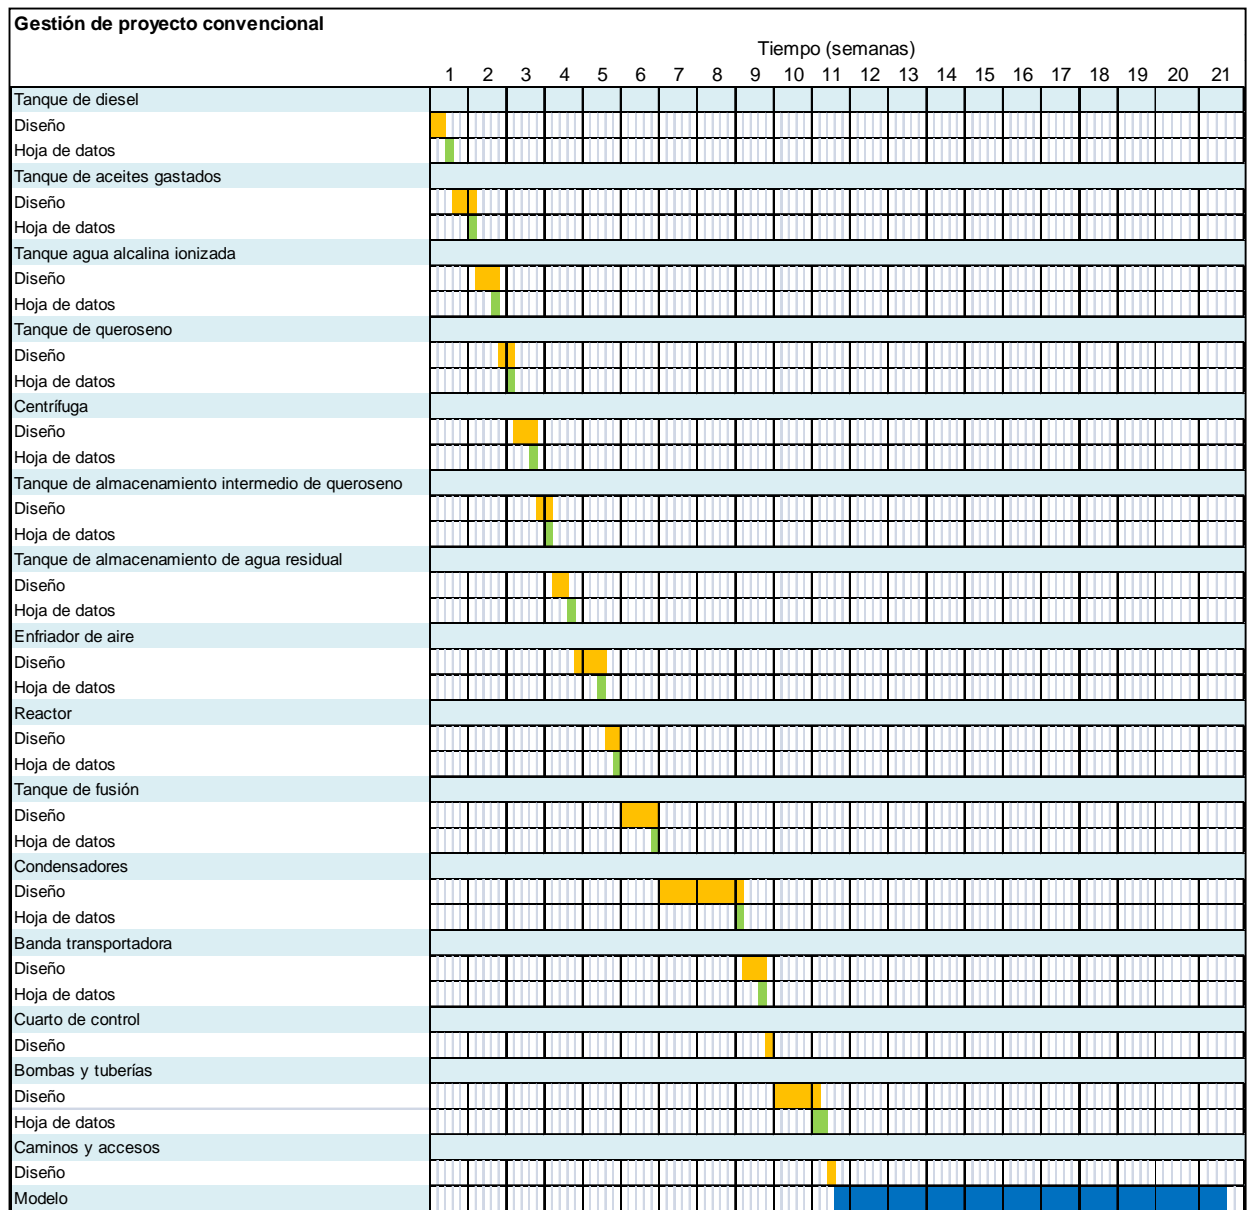 Gestión de proyecto convencional
Tiempo (semanas)
1 2 3 4 5 6 7 8 9 10 11 12 13 14 15 16 17 18 19 20 21
Tanque de diesel
Diseño
Hoja de datos
Tanque de aceites gastados
Diseño
Hoja de datos
Tanque agua alcalina ionizada
Diseño
Hoja de datos
Tanque de queroseno
Diseño
Hoja de datos
Centrífuga
Diseño
Hoja de datos
Tanque de almacenamiento intermedio de queroseno
Diseño
Hoja de datos
Tanque de almacenamiento de agua residual
Diseño
Hoja de datos
Enfriador de aire
Diseño
Hoja de datos
Reactor
Diseño
Hoja de datos
Tanque de fusión
Diseño
Hoja de datos
Condensadores
Diseño
Hoja de datos
Banda transportadora
Diseño
Hoja de datos
Cuarto de control
Diseño
Bombas y tuberías
Diseño
Hoja de datos
Caminos y accesos
Diseño
Modelo